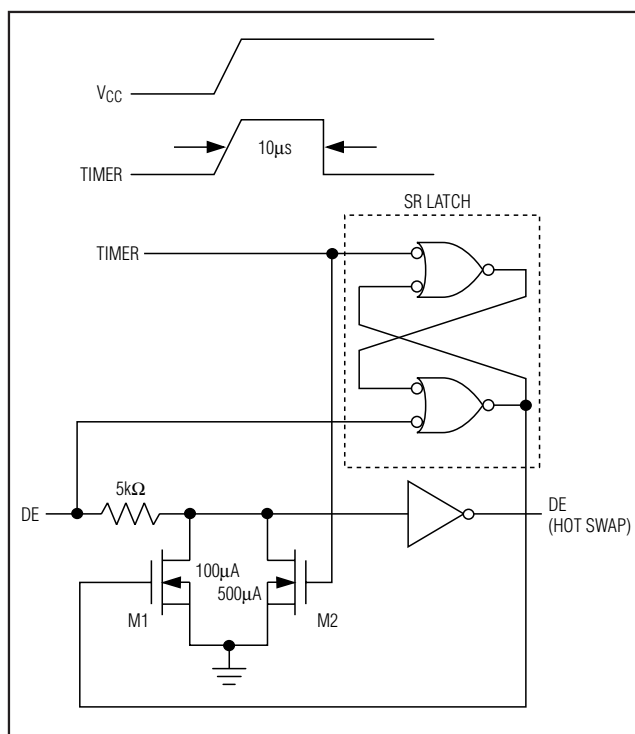 VCC
TIMER
10µs
SR LATCH
TIMER
5kΩ
DE
DE
(HOT SWAP)
100µA
500µA
M1
M2